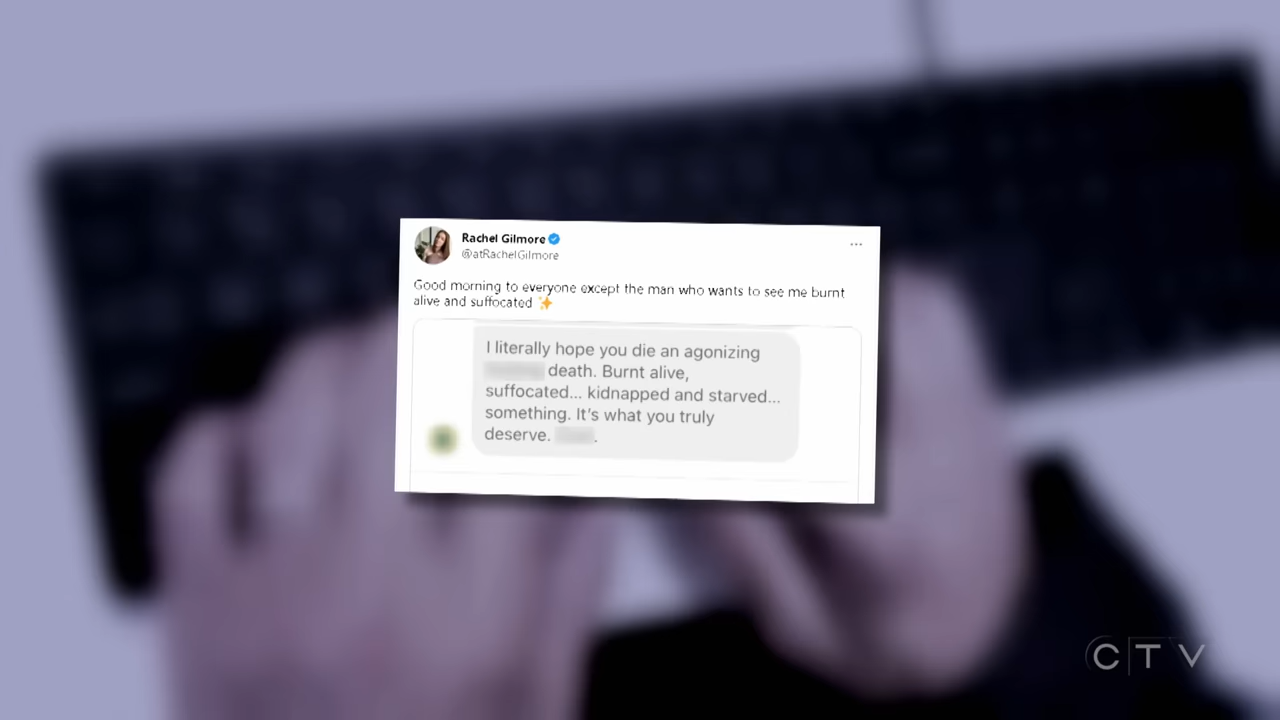 Rachel Gilmore
@atRachelGilmore
Good morning to everyone except the man who wants to see me burnt
alive and suffocated
I literally hope you die an agonizing
death. Burnt alive,
suffocated... kidnapped and starved...
something. It's what you truly
deserve. .
CTV